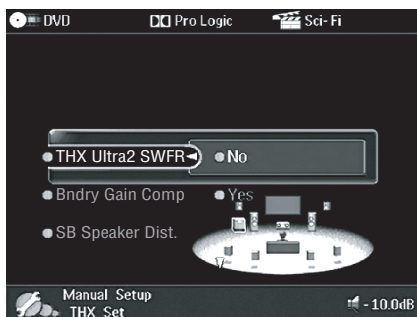 DVD Pro Logic Sci-Fi
THX Ultra2 SWFR No
Bndry Gain Comp Yes
SB Speaker Dist.
Manual Setup
THX Set -10.0dB